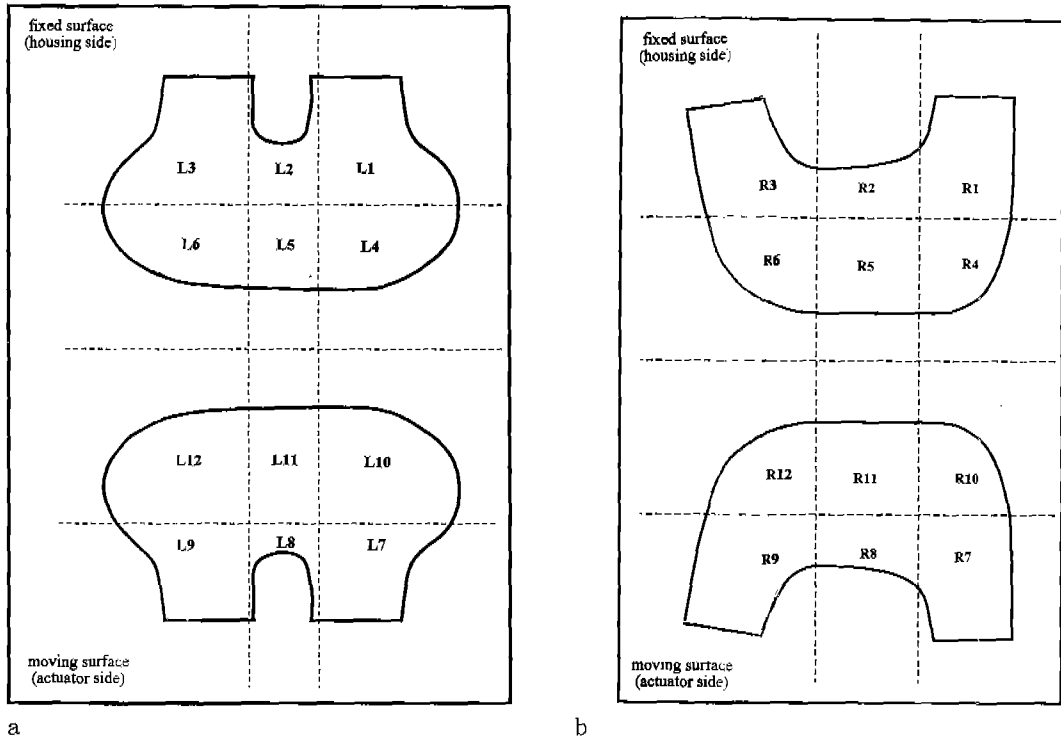 fixed surface
(housing side)
L3 L2 L1
L6 L5 L4
L12 L11 L10
L9 L8 L7
moving surface
(actuator side)
a
fixed surface
(housing side)
R3 R2 R1
R6 R5 R4
R12 R11 R10
R9 R8 R7
moving surface
(actuator side)
b